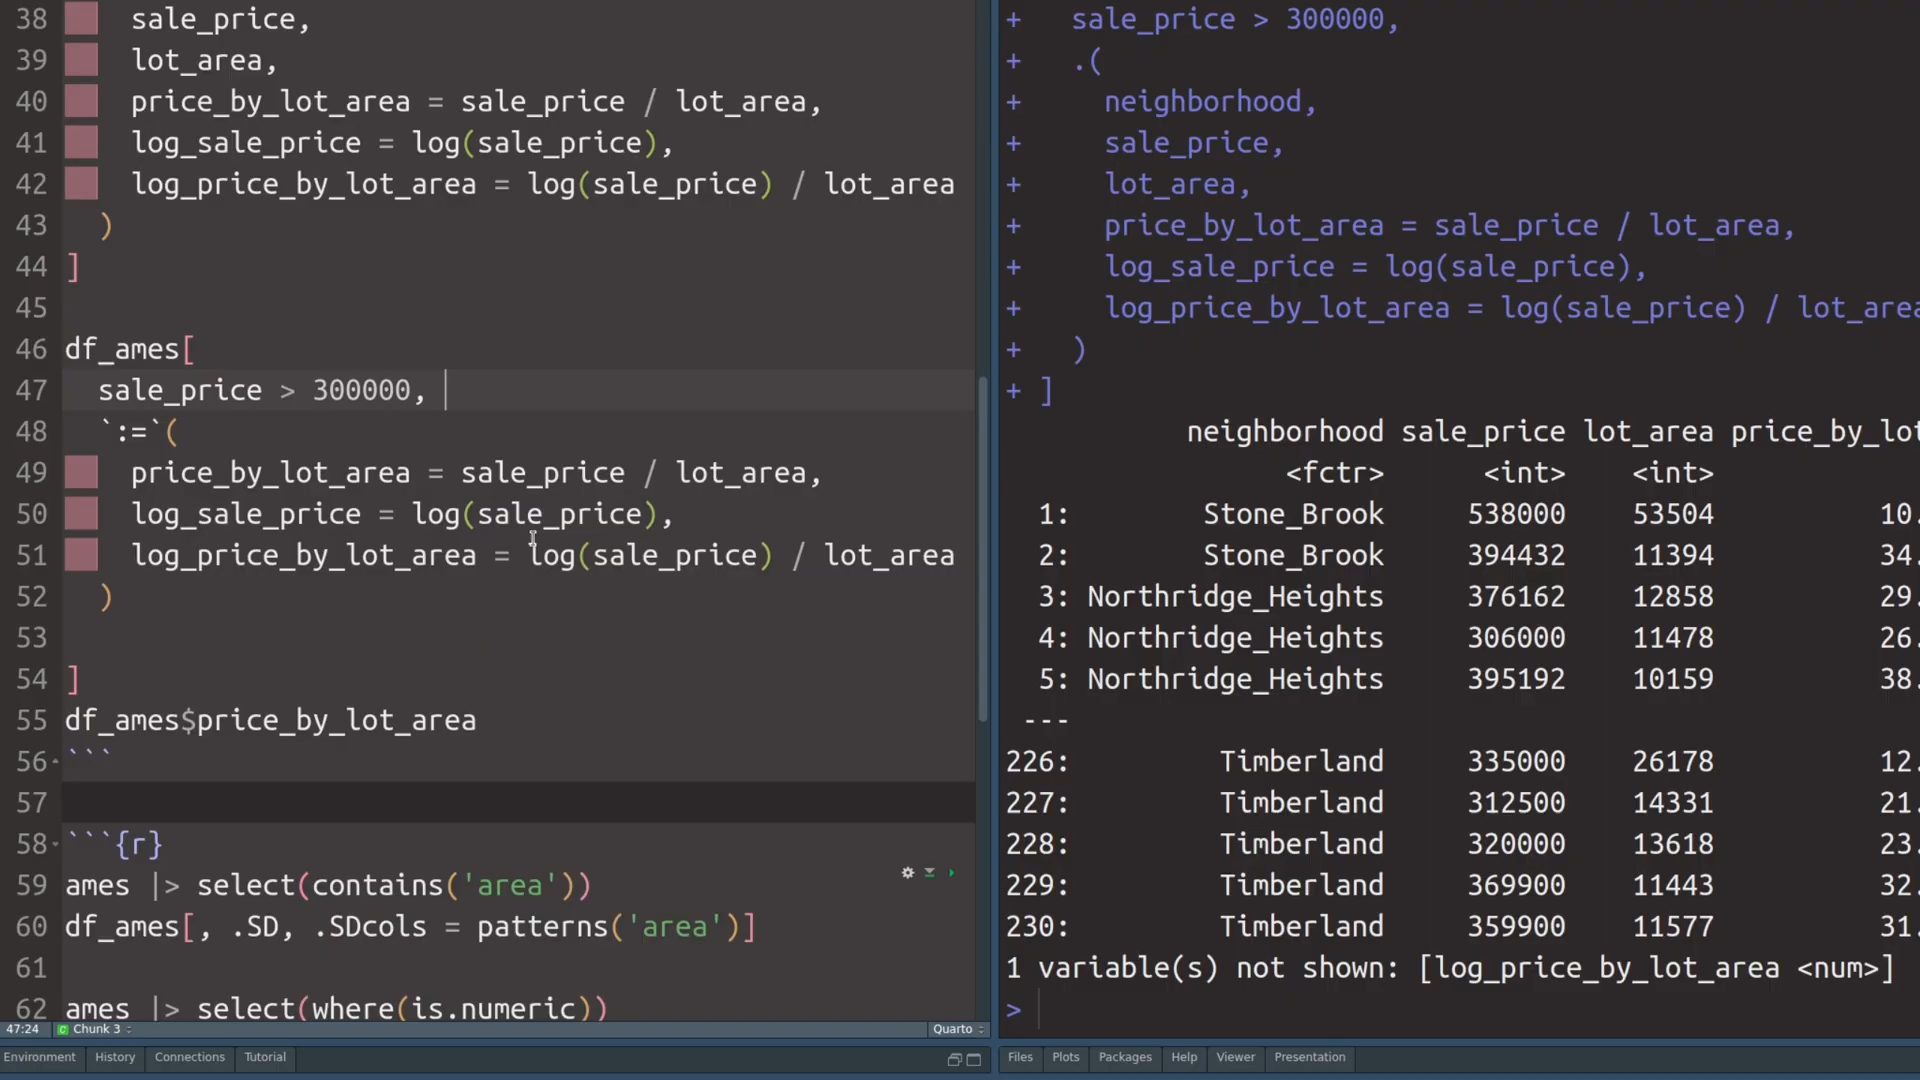 38 sale_price,
39 lot_area,
40 price_by_lot_area = sale_price / lot_area,
41 log_sale_price = log(sale_price),
42 log_price_by_lot_area = log(sale_price) / lot_area
43 )
44 ]
45
46 df_ames[
47 sale_price > 300000,
48 `:=`(
49 price_by_lot_area = sale_price / lot_area,
50 log_sale_price = log(sale_price),
51 log_price_by_lot_area = log(sale_price) / lot_area
52 )
53
54 ]
55 df_ames$price_by_lot_area
56 ```
57
58 ```{r}
59 ames |> select(contains('area'))
60 df_ames[, .SD, .SDcols = patterns('area')]
61
62 ames |> select(where(is.numeric))
47:24 C Chunk 3 Quarto
Environment History Connections Tutorial
+ sale_price > 300000,
+ .(
+ neighborhood,
+ sale_price,
+ lot_area,
+ price_by_lot_area = sale_price / lot_area,
+ log_sale_price = log(sale_price),
+ log_price_by_lot_area = log(sale_price) / lot_area
+ )
+ ]
neighborhood sale_price lot_area price_by_lot
<fctr> <int> <int>
1: Stone_Brook 538000 53504 10.
2: Stone_Brook 394432 11394 34.
3: Northridge_Heights 376162 12858 29.
4: Northridge_Heights 306000 11478 26.
5: Northridge_Heights 395192 10159 38.
---
226: Timberland 335000 26178 12.
227: Timberland 312500 14331 21.
228: Timberland 320000 13618 23.
229: Timberland 369900 11443 32.
230: Timberland 359900 11577 31.
1 variable(s) not shown: [log_price_by_lot_area <num>]
>
Files Plots Packages Help Viewer Presentation